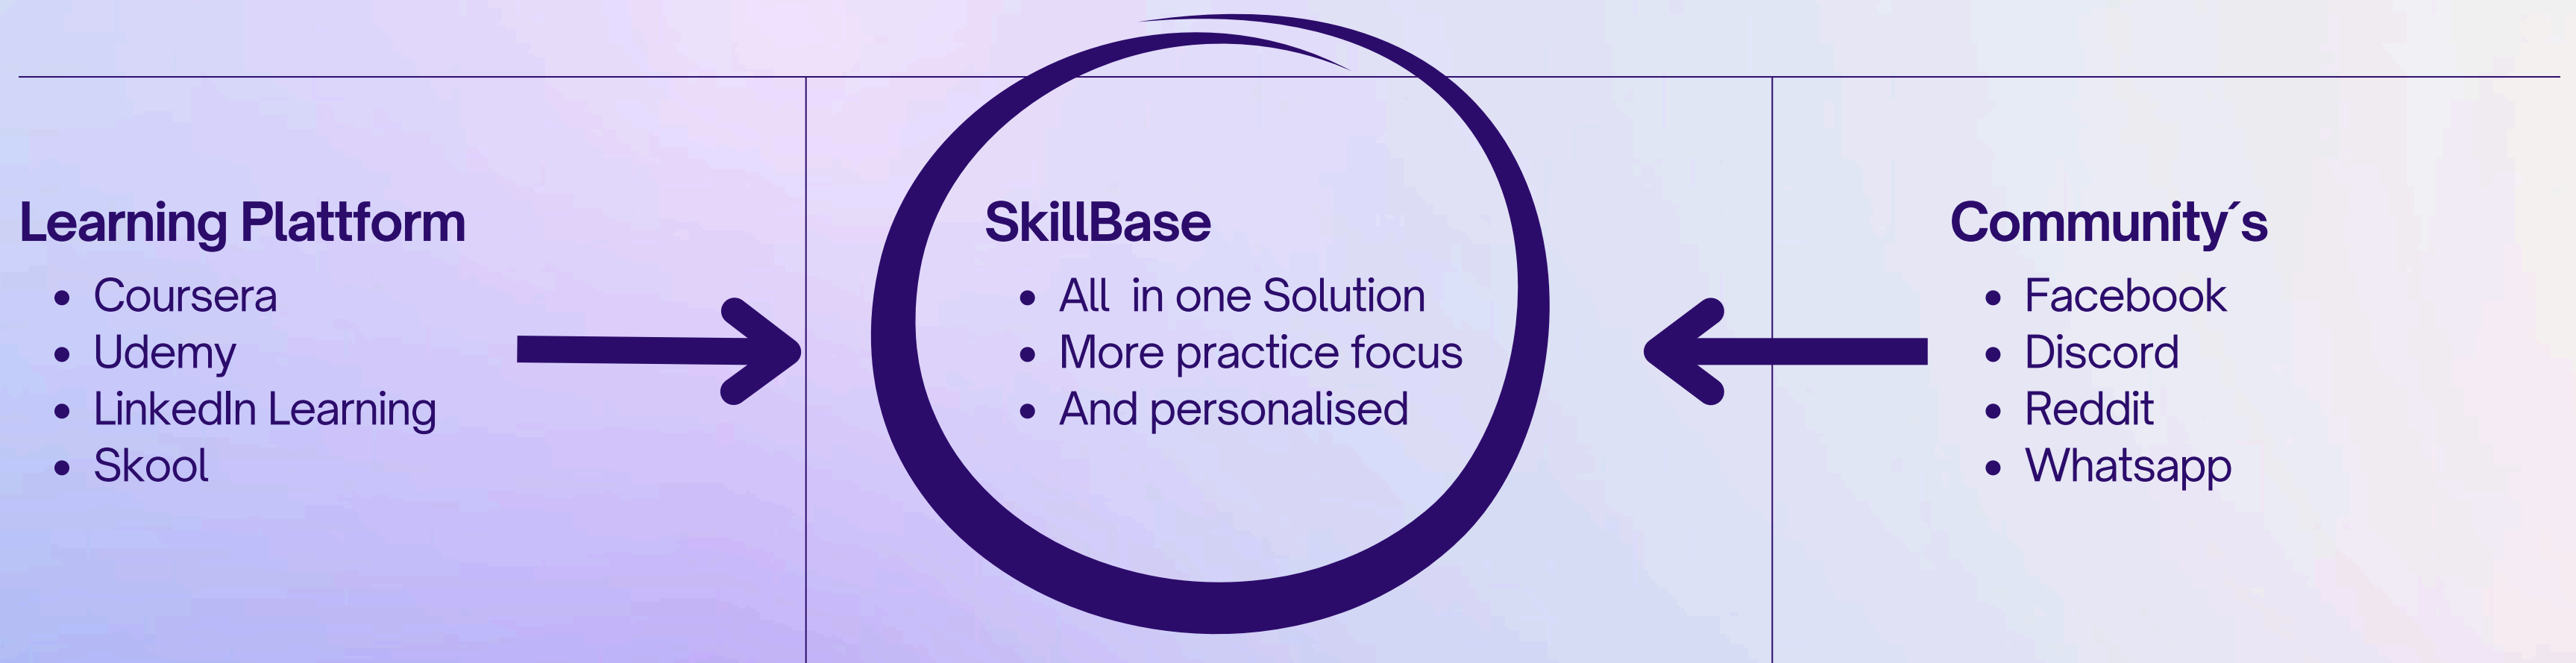 Learning Plattform
• Coursera
• Udemy
• LinkedIn Learning
• Skool
SkillBase
• All  in one Solution
• More practice focus
• And personalised
Community´s
• Facebook
• Discord
• Reddit
• Whatsapp